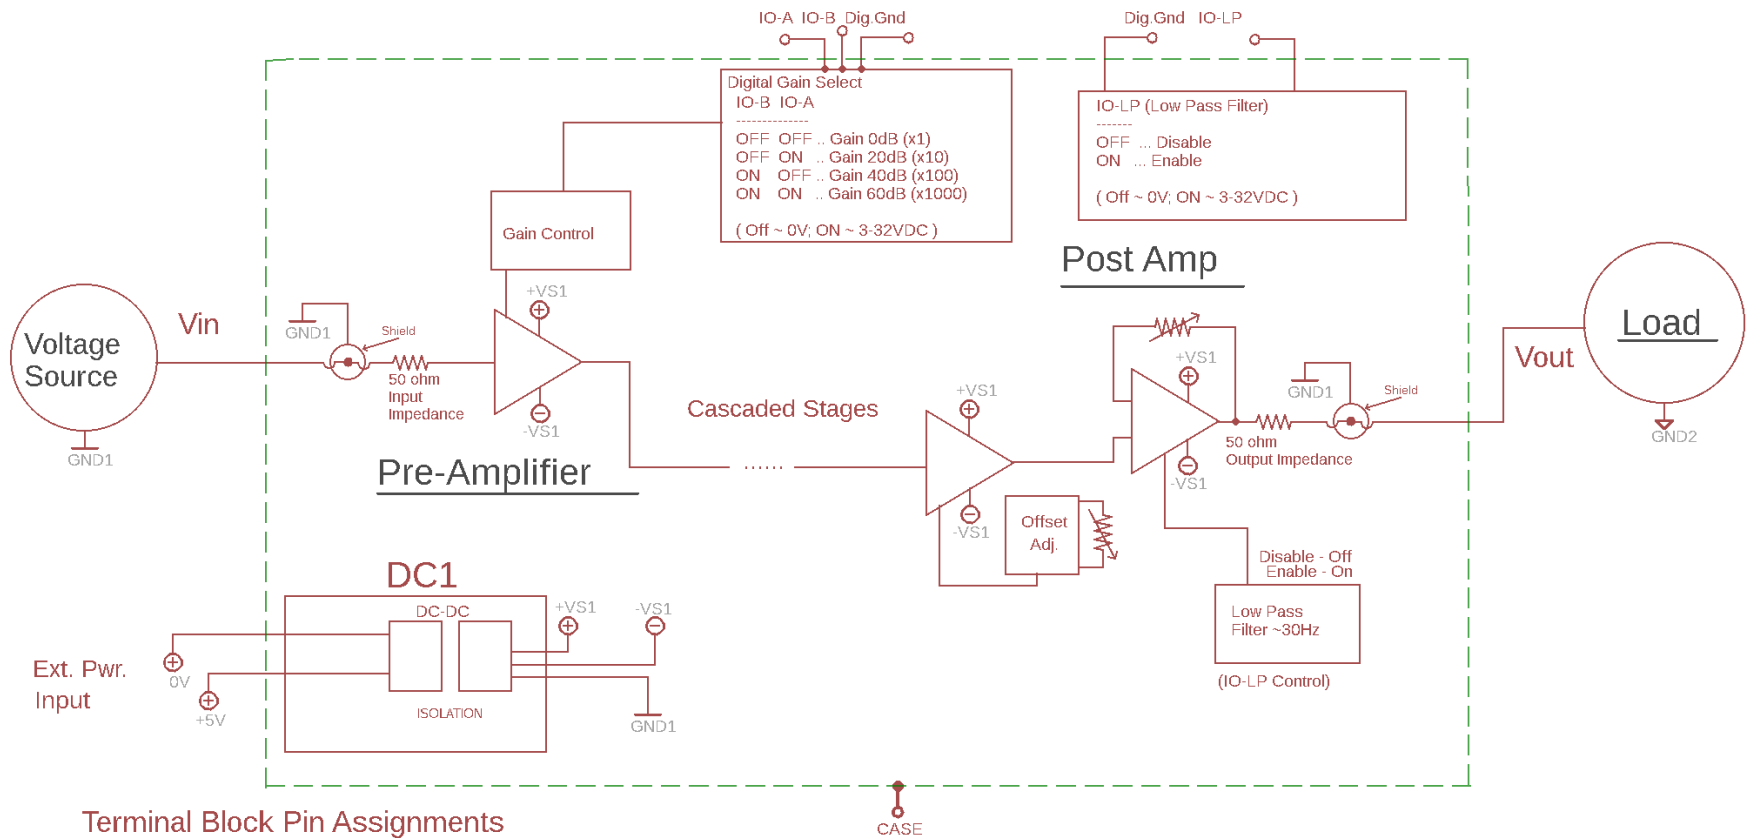 IO-A IO-B Dig.Gnd
Dig.Gnd IO-LP
Digital Gain Select
IO-B IO-A
--------------
OFF OFF .. Gain 0dB (x1)
OFF ON .. Gain 20dB (x10)
ON OFF .. Gain 40dB (x100)
ON ON .. Gain 60dB (x1000)
( Off ~ 0V; ON ~ 3-32VDC )
IO-LP (Low Pass Filter)
-------
OFF ... Disable
ON ... Enable
( Off ~ 0V; ON ~ 3-32VDC )
Gain Control
Post Amp
Voltage
Source
GND1
Vin
GND1
Shield
50 ohm
Input
Impedance
+VS1
-VS1
Pre-Amplifier
Cascaded Stages
+VS1
-VS1
Offset
Adj.
+VS1
-VS1
50 ohm
Output Impedance
GND1
Shield
Vout
Load
GND2
Disable - Off
Enable - On
Low Pass
Filter ~30Hz
(IO-LP Control)
DC1
DC-DC
ISOLATION
+VS1
-VS1
GND1
Ext. Pwr.
Input
0V
+5V
CASE
Terminal Block Pin Assignments